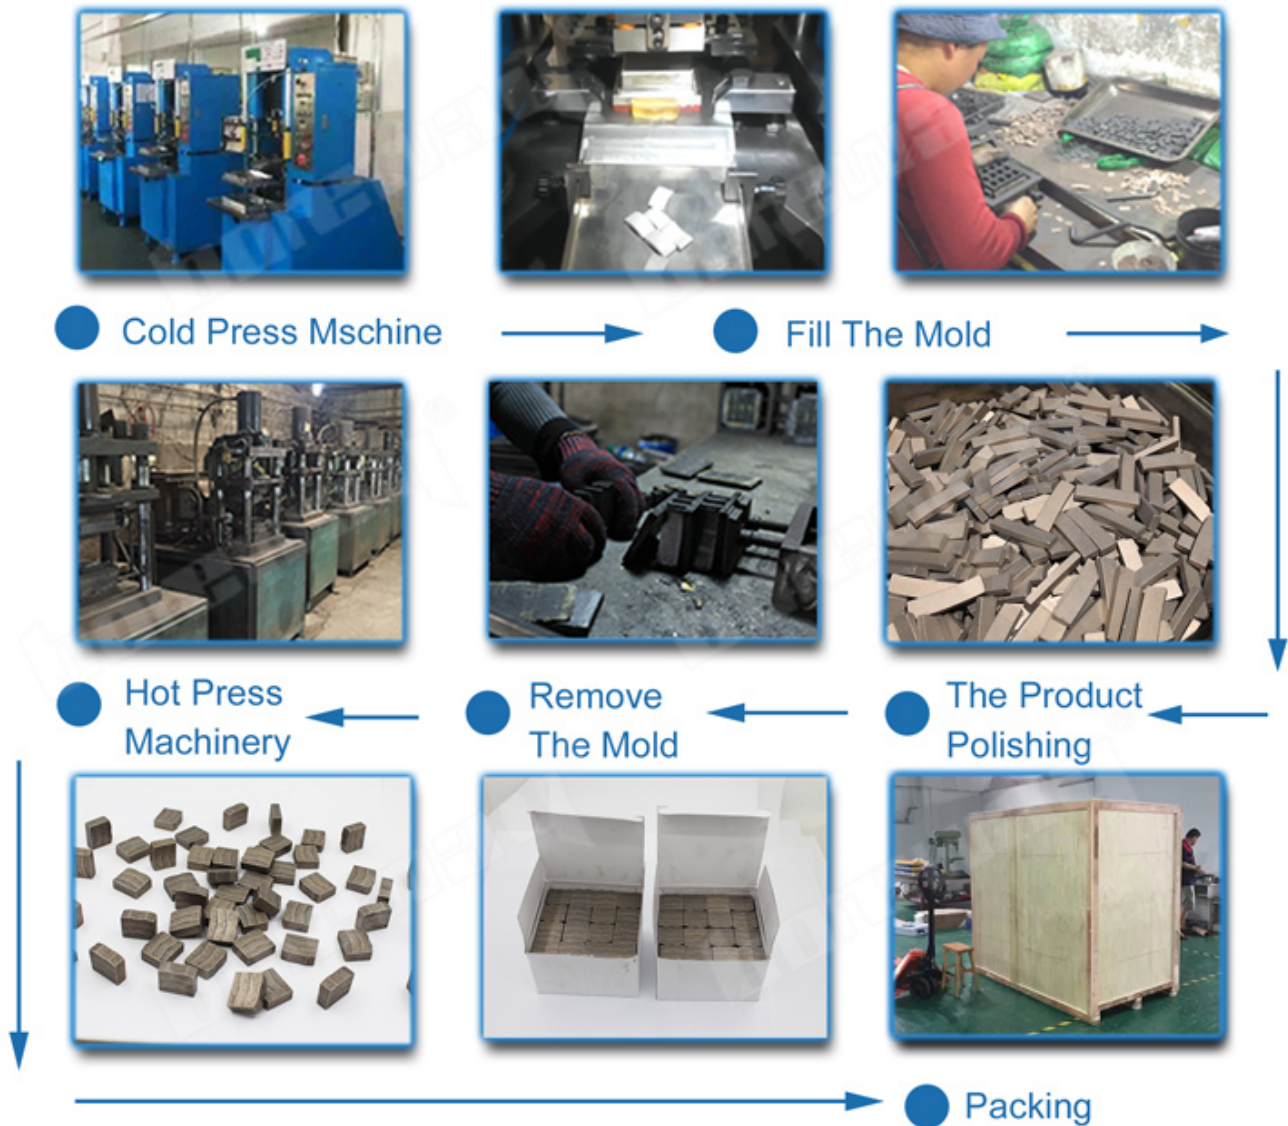 Cold Press Mschine
Fill The Mold
Hot Press
Machinery
Remove
The Mold
The Product
Polishing
Packing